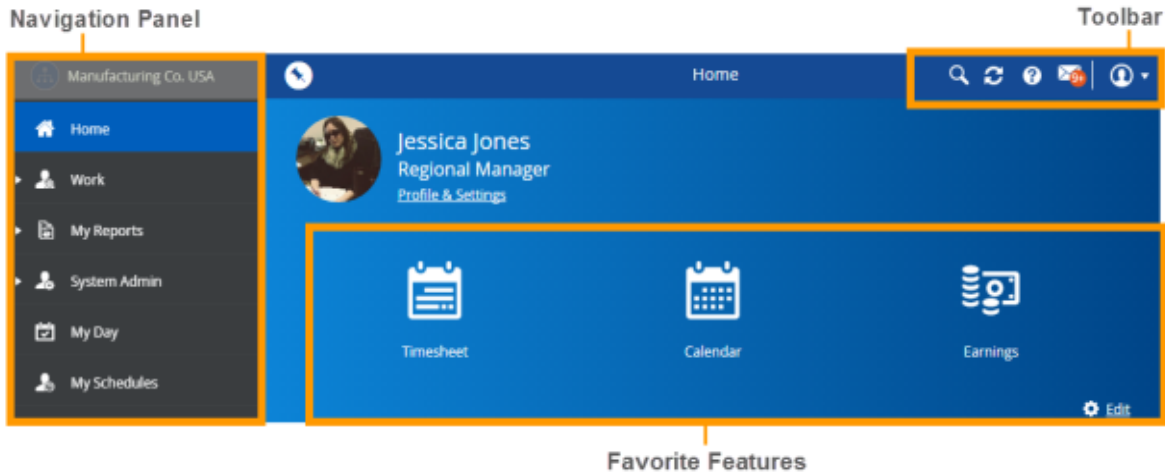 Navigation Panel
Toolbar
Manufacturing Co. USA
Home
9+
Home
Jessica Jones
Regional Manager
Profile & Settings
Work
My Reports
System Admin
My Day
My Schedules
Timesheet
Calendar
Earnings
Edit
Favorite Features